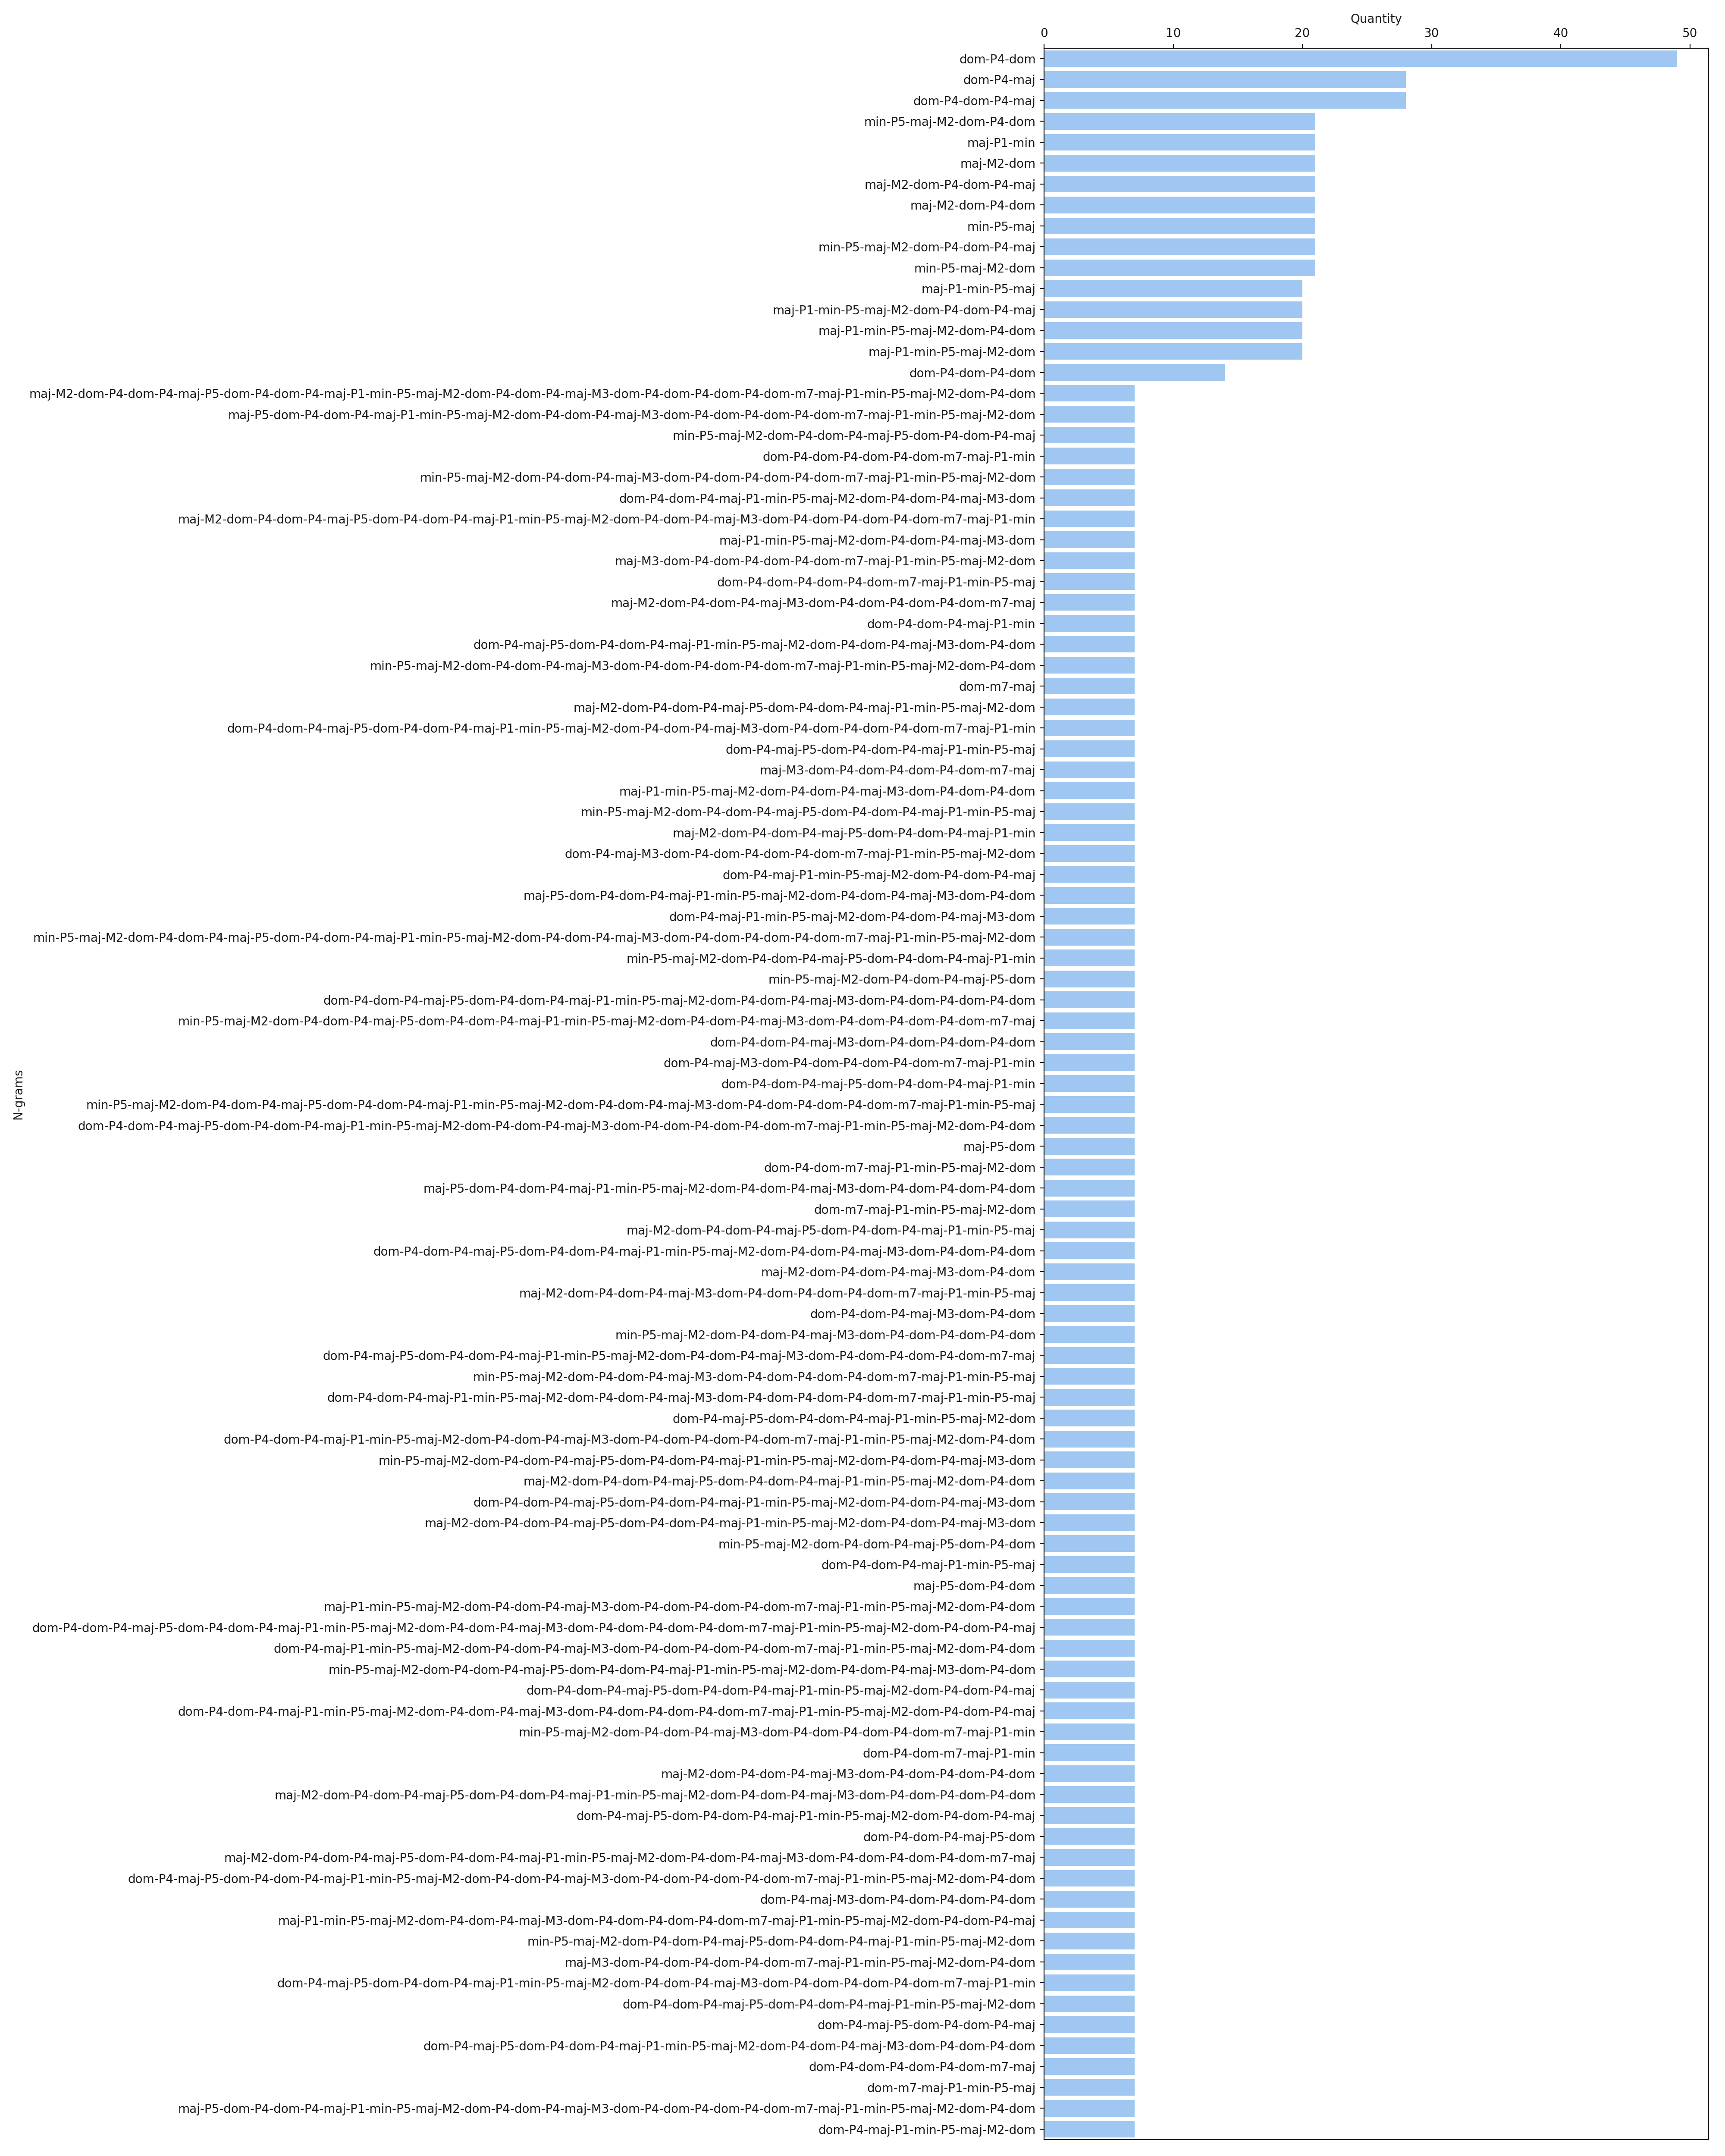 Quantity
0 10 20 30 40 50
dom-P4-dom
dom-P4-maj
dom-P4-dom-P4-maj
min-P5-maj-M2-dom-P4-dom
maj-P1-min
maj-M2-dom
maj-M2-dom-P4-dom-P4-maj
maj-M2-dom-P4-dom
min-P5-maj
min-P5-maj-M2-dom-P4-dom-P4-maj
min-P5-maj-M2-dom
maj-P1-min-P5-maj
maj-P1-min-P5-maj-M2-dom-P4-dom-P4-maj
maj-P1-min-P5-maj-M2-dom-P4-dom
maj-P1-min-P5-maj-M2-dom
dom-P4-dom-P4-dom
maj-M2-dom-P4-dom-P4-maj-P5-dom-P4-dom-P4-maj-P1-min-P5-maj-M2-dom-P4-dom-P4-maj-M3-dom-P4-dom-P4-dom-P4-dom-m7-maj-P1-min-P5-maj-M2-dom-P4-dom
maj-P5-dom-P4-dom-P4-maj-P1-min-P5-maj-M2-dom-P4-dom-P4-maj-M3-dom-P4-dom-P4-dom-P4-dom-m7-maj-P1-min-P5-maj-M2-dom
min-P5-maj-M2-dom-P4-dom-P4-maj-P5-dom-P4-dom-P4-maj
dom-P4-dom-P4-dom-P4-dom-m7-maj-P1-min
min-P5-maj-M2-dom-P4-dom-P4-maj-M3-dom-P4-dom-P4-dom-P4-dom-m7-maj-P1-min-P5-maj-M2-dom
dom-P4-dom-P4-maj-P1-min-P5-maj-M2-dom-P4-dom-P4-maj-M3-dom
maj-M2-dom-P4-dom-P4-maj-P5-dom-P4-dom-P4-maj-P1-min-P5-maj-M2-dom-P4-dom-P4-maj-M3-dom-P4-dom-P4-dom-P4-dom-m7-maj-P1-min
maj-P1-min-P5-maj-M2-dom-P4-dom-P4-maj-M3-dom
maj-M3-dom-P4-dom-P4-dom-P4-dom-m7-maj-P1-min-P5-maj-M2-dom
dom-P4-dom-P4-dom-P4-dom-m7-maj-P1-min-P5-maj
maj-M2-dom-P4-dom-P4-maj-M3-dom-P4-dom-P4-dom-P4-dom-m7-maj
dom-P4-dom-P4-maj-P1-min
dom-P4-maj-P5-dom-P4-dom-P4-maj-P1-min-P5-maj-M2-dom-P4-dom-P4-maj-M3-dom-P4-dom
min-P5-maj-M2-dom-P4-dom-P4-maj-M3-dom-P4-dom-P4-dom-P4-dom-m7-maj-P1-min-P5-maj-M2-dom-P4-dom
dom-m7-maj
maj-M2-dom-P4-dom-P4-maj-P5-dom-P4-dom-P4-maj-P1-min-P5-maj-M2-dom
dom-P4-dom-P4-maj-P5-dom-P4-dom-P4-maj-P1-min-P5-maj-M2-dom-P4-dom-P4-maj-M3-dom-P4-dom-P4-dom-P4-dom-m7-maj-P1-min
dom-P4-maj-P5-dom-P4-dom-P4-maj-P1-min-P5-maj
maj-M3-dom-P4-dom-P4-dom-P4-dom-m7-maj
maj-P1-min-P5-maj-M2-dom-P4-dom-P4-maj-M3-dom-P4-dom-P4-dom
min-P5-maj-M2-dom-P4-dom-P4-maj-P5-dom-P4-dom-P4-maj-P1-min-P5-maj
maj-M2-dom-P4-dom-P4-maj-P5-dom-P4-dom-P4-maj-P1-min
dom-P4-maj-M3-dom-P4-dom-P4-dom-P4-dom-m7-maj-P1-min-P5-maj-M2-dom
dom-P4-maj-P1-min-P5-maj-M2-dom-P4-dom-P4-maj
maj-P5-dom-P4-dom-P4-maj-P1-min-P5-maj-M2-dom-P4-dom-P4-maj-M3-dom-P4-dom
dom-P4-maj-P1-min-P5-maj-M2-dom-P4-dom-P4-maj-M3-dom
min-P5-maj-M2-dom-P4-dom-P4-maj-P5-dom-P4-dom-P4-maj-P1-min-P5-maj-M2-dom-P4-dom-P4-maj-M3-dom-P4-dom-P4-dom-P4-dom-m7-maj-P1-min-P5-maj-M2-dom
min-P5-maj-M2-dom-P4-dom-P4-maj-P5-dom-P4-dom-P4-maj-P1-min
min-P5-maj-M2-dom-P4-dom-P4-maj-P5-dom
dom-P4-dom-P4-maj-P5-dom-P4-dom-P4-maj-P1-min-P5-maj-M2-dom-P4-dom-P4-maj-M3-dom-P4-dom-P4-dom-P4-dom
min-P5-maj-M2-dom-P4-dom-P4-maj-P5-dom-P4-dom-P4-maj-P1-min-P5-maj-M2-dom-P4-dom-P4-maj-M3-dom-P4-dom-P4-dom-P4-dom-m7-maj
dom-P4-dom-P4-maj-M3-dom-P4-dom-P4-dom-P4-dom
dom-P4-maj-M3-dom-P4-dom-P4-dom-P4-dom-m7-maj-P1-min
dom-P4-dom-P4-maj-P5-dom-P4-dom-P4-maj-P1-min
N-grams
min-P5-maj-M2-dom-P4-dom-P4-maj-P5-dom-P4-dom-P4-maj-P1-min-P5-maj-M2-dom-P4-dom-P4-maj-M3-dom-P4-dom-P4-dom-P4-dom-m7-maj-P1-min-P5-maj
dom-P4-dom-P4-maj-P5-dom-P4-dom-P4-maj-P1-min-P5-maj-M2-dom-P4-dom-P4-maj-M3-dom-P4-dom-P4-dom-P4-dom-m7-maj-P1-min-P5-maj-M2-dom-P4-dom
maj-P5-dom
dom-P4-dom-m7-maj-P1-min-P5-maj-M2-dom
maj-P5-dom-P4-dom-P4-maj-P1-min-P5-maj-M2-dom-P4-dom-P4-maj-M3-dom-P4-dom-P4-dom-P4-dom
dom-m7-maj-P1-min-P5-maj-M2-dom
maj-M2-dom-P4-dom-P4-maj-P5-dom-P4-dom-P4-maj-P1-min-P5-maj
dom-P4-dom-P4-maj-P5-dom-P4-dom-P4-maj-P1-min-P5-maj-M2-dom-P4-dom-P4-maj-M3-dom-P4-dom-P4-dom
maj-M2-dom-P4-dom-P4-maj-M3-dom-P4-dom
maj-M2-dom-P4-dom-P4-maj-M3-dom-P4-dom-P4-dom-P4-dom-m7-maj-P1-min-P5-maj
dom-P4-dom-P4-maj-M3-dom-P4-dom
min-P5-maj-M2-dom-P4-dom-P4-maj-M3-dom-P4-dom-P4-dom-P4-dom
dom-P4-maj-P5-dom-P4-dom-P4-maj-P1-min-P5-maj-M2-dom-P4-dom-P4-maj-M3-dom-P4-dom-P4-dom-P4-dom-m7-maj
min-P5-maj-M2-dom-P4-dom-P4-maj-M3-dom-P4-dom-P4-dom-P4-dom-m7-maj-P1-min-P5-maj
dom-P4-dom-P4-maj-P1-min-P5-maj-M2-dom-P4-dom-P4-maj-M3-dom-P4-dom-P4-dom-P4-dom-m7-maj-P1-min-P5-maj
dom-P4-maj-P5-dom-P4-dom-P4-maj-P1-min-P5-maj-M2-dom
dom-P4-dom-P4-maj-P1-min-P5-maj-M2-dom-P4-dom-P4-maj-M3-dom-P4-dom-P4-dom-P4-dom-m7-maj-P1-min-P5-maj-M2-dom-P4-dom
min-P5-maj-M2-dom-P4-dom-P4-maj-P5-dom-P4-dom-P4-maj-P1-min-P5-maj-M2-dom-P4-dom-P4-maj-M3-dom
maj-M2-dom-P4-dom-P4-maj-P5-dom-P4-dom-P4-maj-P1-min-P5-maj-M2-dom-P4-dom
dom-P4-dom-P4-maj-P5-dom-P4-dom-P4-maj-P1-min-P5-maj-M2-dom-P4-dom-P4-maj-M3-dom
maj-M2-dom-P4-dom-P4-maj-P5-dom-P4-dom-P4-maj-P1-min-P5-maj-M2-dom-P4-dom-P4-maj-M3-dom
min-P5-maj-M2-dom-P4-dom-P4-maj-P5-dom-P4-dom
dom-P4-dom-P4-maj-P1-min-P5-maj
maj-P5-dom-P4-dom
maj-P1-min-P5-maj-M2-dom-P4-dom-P4-maj-M3-dom-P4-dom-P4-dom-P4-dom-m7-maj-P1-min-P5-maj-M2-dom-P4-dom
dom-P4-dom-P4-maj-P5-dom-P4-dom-P4-maj-P1-min-P5-maj-M2-dom-P4-dom-P4-maj-M3-dom-P4-dom-P4-dom-P4-dom-m7-maj-P1-min-P5-maj-M2-dom-P4-dom-P4-maj
dom-P4-maj-P1-min-P5-maj-M2-dom-P4-dom-P4-maj-M3-dom-P4-dom-P4-dom-P4-dom-m7-maj-P1-min-P5-maj-M2-dom-P4-dom
min-P5-maj-M2-dom-P4-dom-P4-maj-P5-dom-P4-dom-P4-maj-P1-min-P5-maj-M2-dom-P4-dom-P4-maj-M3-dom-P4-dom
dom-P4-dom-P4-maj-P5-dom-P4-dom-P4-maj-P1-min-P5-maj-M2-dom-P4-dom-P4-maj
dom-P4-dom-P4-maj-P1-min-P5-maj-M2-dom-P4-dom-P4-maj-M3-dom-P4-dom-P4-dom-P4-dom-m7-maj-P1-min-P5-maj-M2-dom-P4-dom-P4-maj
min-P5-maj-M2-dom-P4-dom-P4-maj-M3-dom-P4-dom-P4-dom-P4-dom-m7-maj-P1-min
dom-P4-dom-m7-maj-P1-min
maj-M2-dom-P4-dom-P4-maj-M3-dom-P4-dom-P4-dom-P4-dom
maj-M2-dom-P4-dom-P4-maj-P5-dom-P4-dom-P4-maj-P1-min-P5-maj-M2-dom-P4-dom-P4-maj-M3-dom-P4-dom-P4-dom-P4-dom
dom-P4-maj-P5-dom-P4-dom-P4-maj-P1-min-P5-maj-M2-dom-P4-dom-P4-maj
dom-P4-dom-P4-maj-P5-dom
maj-M2-dom-P4-dom-P4-maj-P5-dom-P4-dom-P4-maj-P1-min-P5-maj-M2-dom-P4-dom-P4-maj-M3-dom-P4-dom-P4-dom-P4-dom-m7-maj
dom-P4-maj-P5-dom-P4-dom-P4-maj-P1-min-P5-maj-M2-dom-P4-dom-P4-maj-M3-dom-P4-dom-P4-dom-P4-dom-m7-maj-P1-min-P5-maj-M2-dom-P4-dom
dom-P4-maj-M3-dom-P4-dom-P4-dom-P4-dom
maj-P1-min-P5-maj-M2-dom-P4-dom-P4-maj-M3-dom-P4-dom-P4-dom-P4-dom-m7-maj-P1-min-P5-maj-M2-dom-P4-dom-P4-maj
min-P5-maj-M2-dom-P4-dom-P4-maj-P5-dom-P4-dom-P4-maj-P1-min-P5-maj-M2-dom
maj-M3-dom-P4-dom-P4-dom-P4-dom-m7-maj-P1-min-P5-maj-M2-dom-P4-dom
dom-P4-maj-P5-dom-P4-dom-P4-maj-P1-min-P5-maj-M2-dom-P4-dom-P4-maj-M3-dom-P4-dom-P4-dom-P4-dom-m7-maj-P1-min
dom-P4-dom-P4-maj-P5-dom-P4-dom-P4-maj-P1-min-P5-maj-M2-dom
dom-P4-maj-P5-dom-P4-dom-P4-maj
dom-P4-maj-P5-dom-P4-dom-P4-maj-P1-min-P5-maj-M2-dom-P4-dom-P4-maj-M3-dom-P4-dom-P4-dom
dom-P4-dom-P4-dom-P4-dom-m7-maj
dom-m7-maj-P1-min-P5-maj
maj-P5-dom-P4-dom-P4-maj-P1-min-P5-maj-M2-dom-P4-dom-P4-maj-M3-dom-P4-dom-P4-dom-P4-dom-m7-maj-P1-min-P5-maj-M2-dom-P4-dom
dom-P4-maj-P1-min-P5-maj-M2-dom